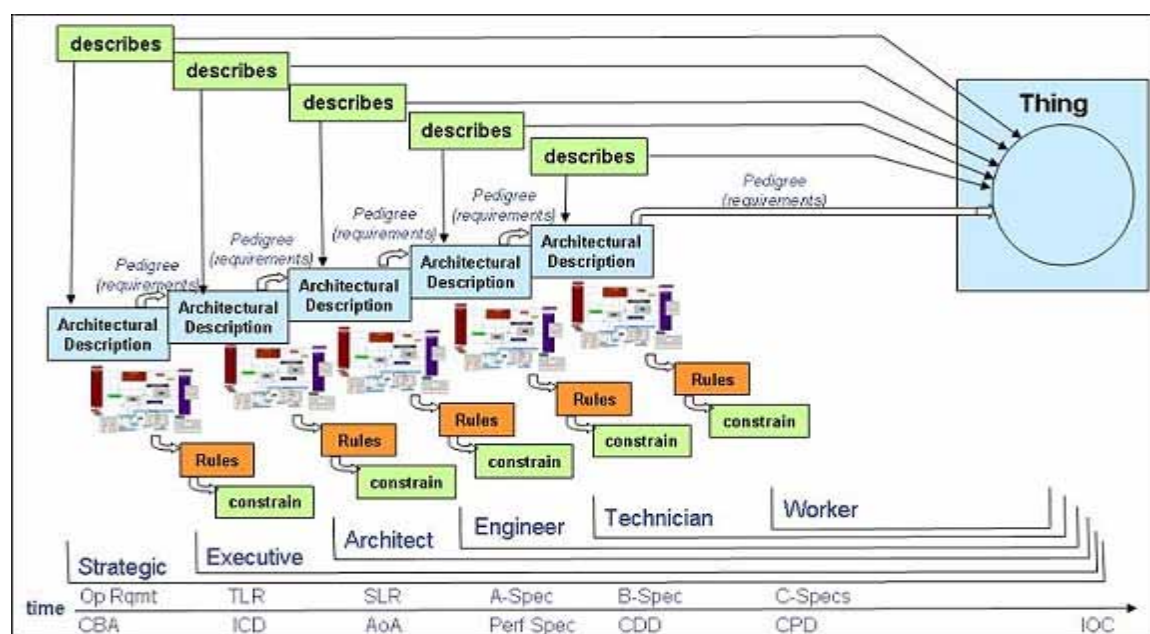 describes
describes
describes
describes
describes
Thing
Pedigree
(requirements)
Pedigree
(requirements)
Pedigree
(requirements)
Pedigree
(requirements)
Pedigree
(requirements)
Architectural
Description
Architectural
Description
Architectural
Description
Architectural
Description
Architectural
Description
Rules
constrain
Rules
constrain
Rules
constrain
Rules
constrain
Rules
constrain
Strategic
Executive
Architect
Engineer
Technician
Worker
Op Rqmt TLR SLR A-Spec B-Spec C-Specs
time
CBA ICD AoA Perf Spec CDD CPD IOC